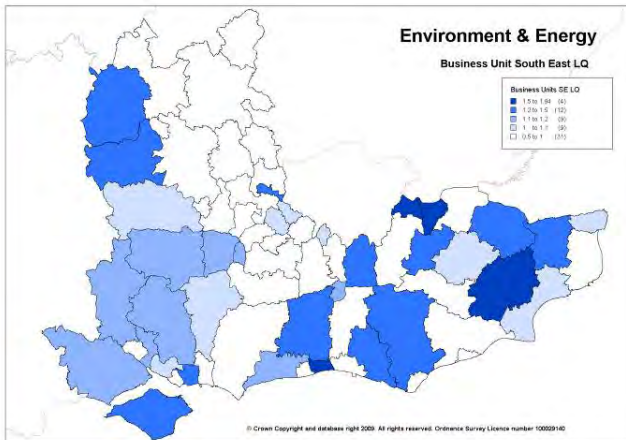 Environment & Energy
Business Unit South East LQ
Business Units SE LQ
1.5 to 1.84 (4)
1.2 to 1.5 (12)
1.1 to 1.2 (9)
1 to 1.1 (9)
0.5 to 1 (31)
© Crown Copyright and database right 2009. All rights reserved. Ordnance Survey Licence number 100029140